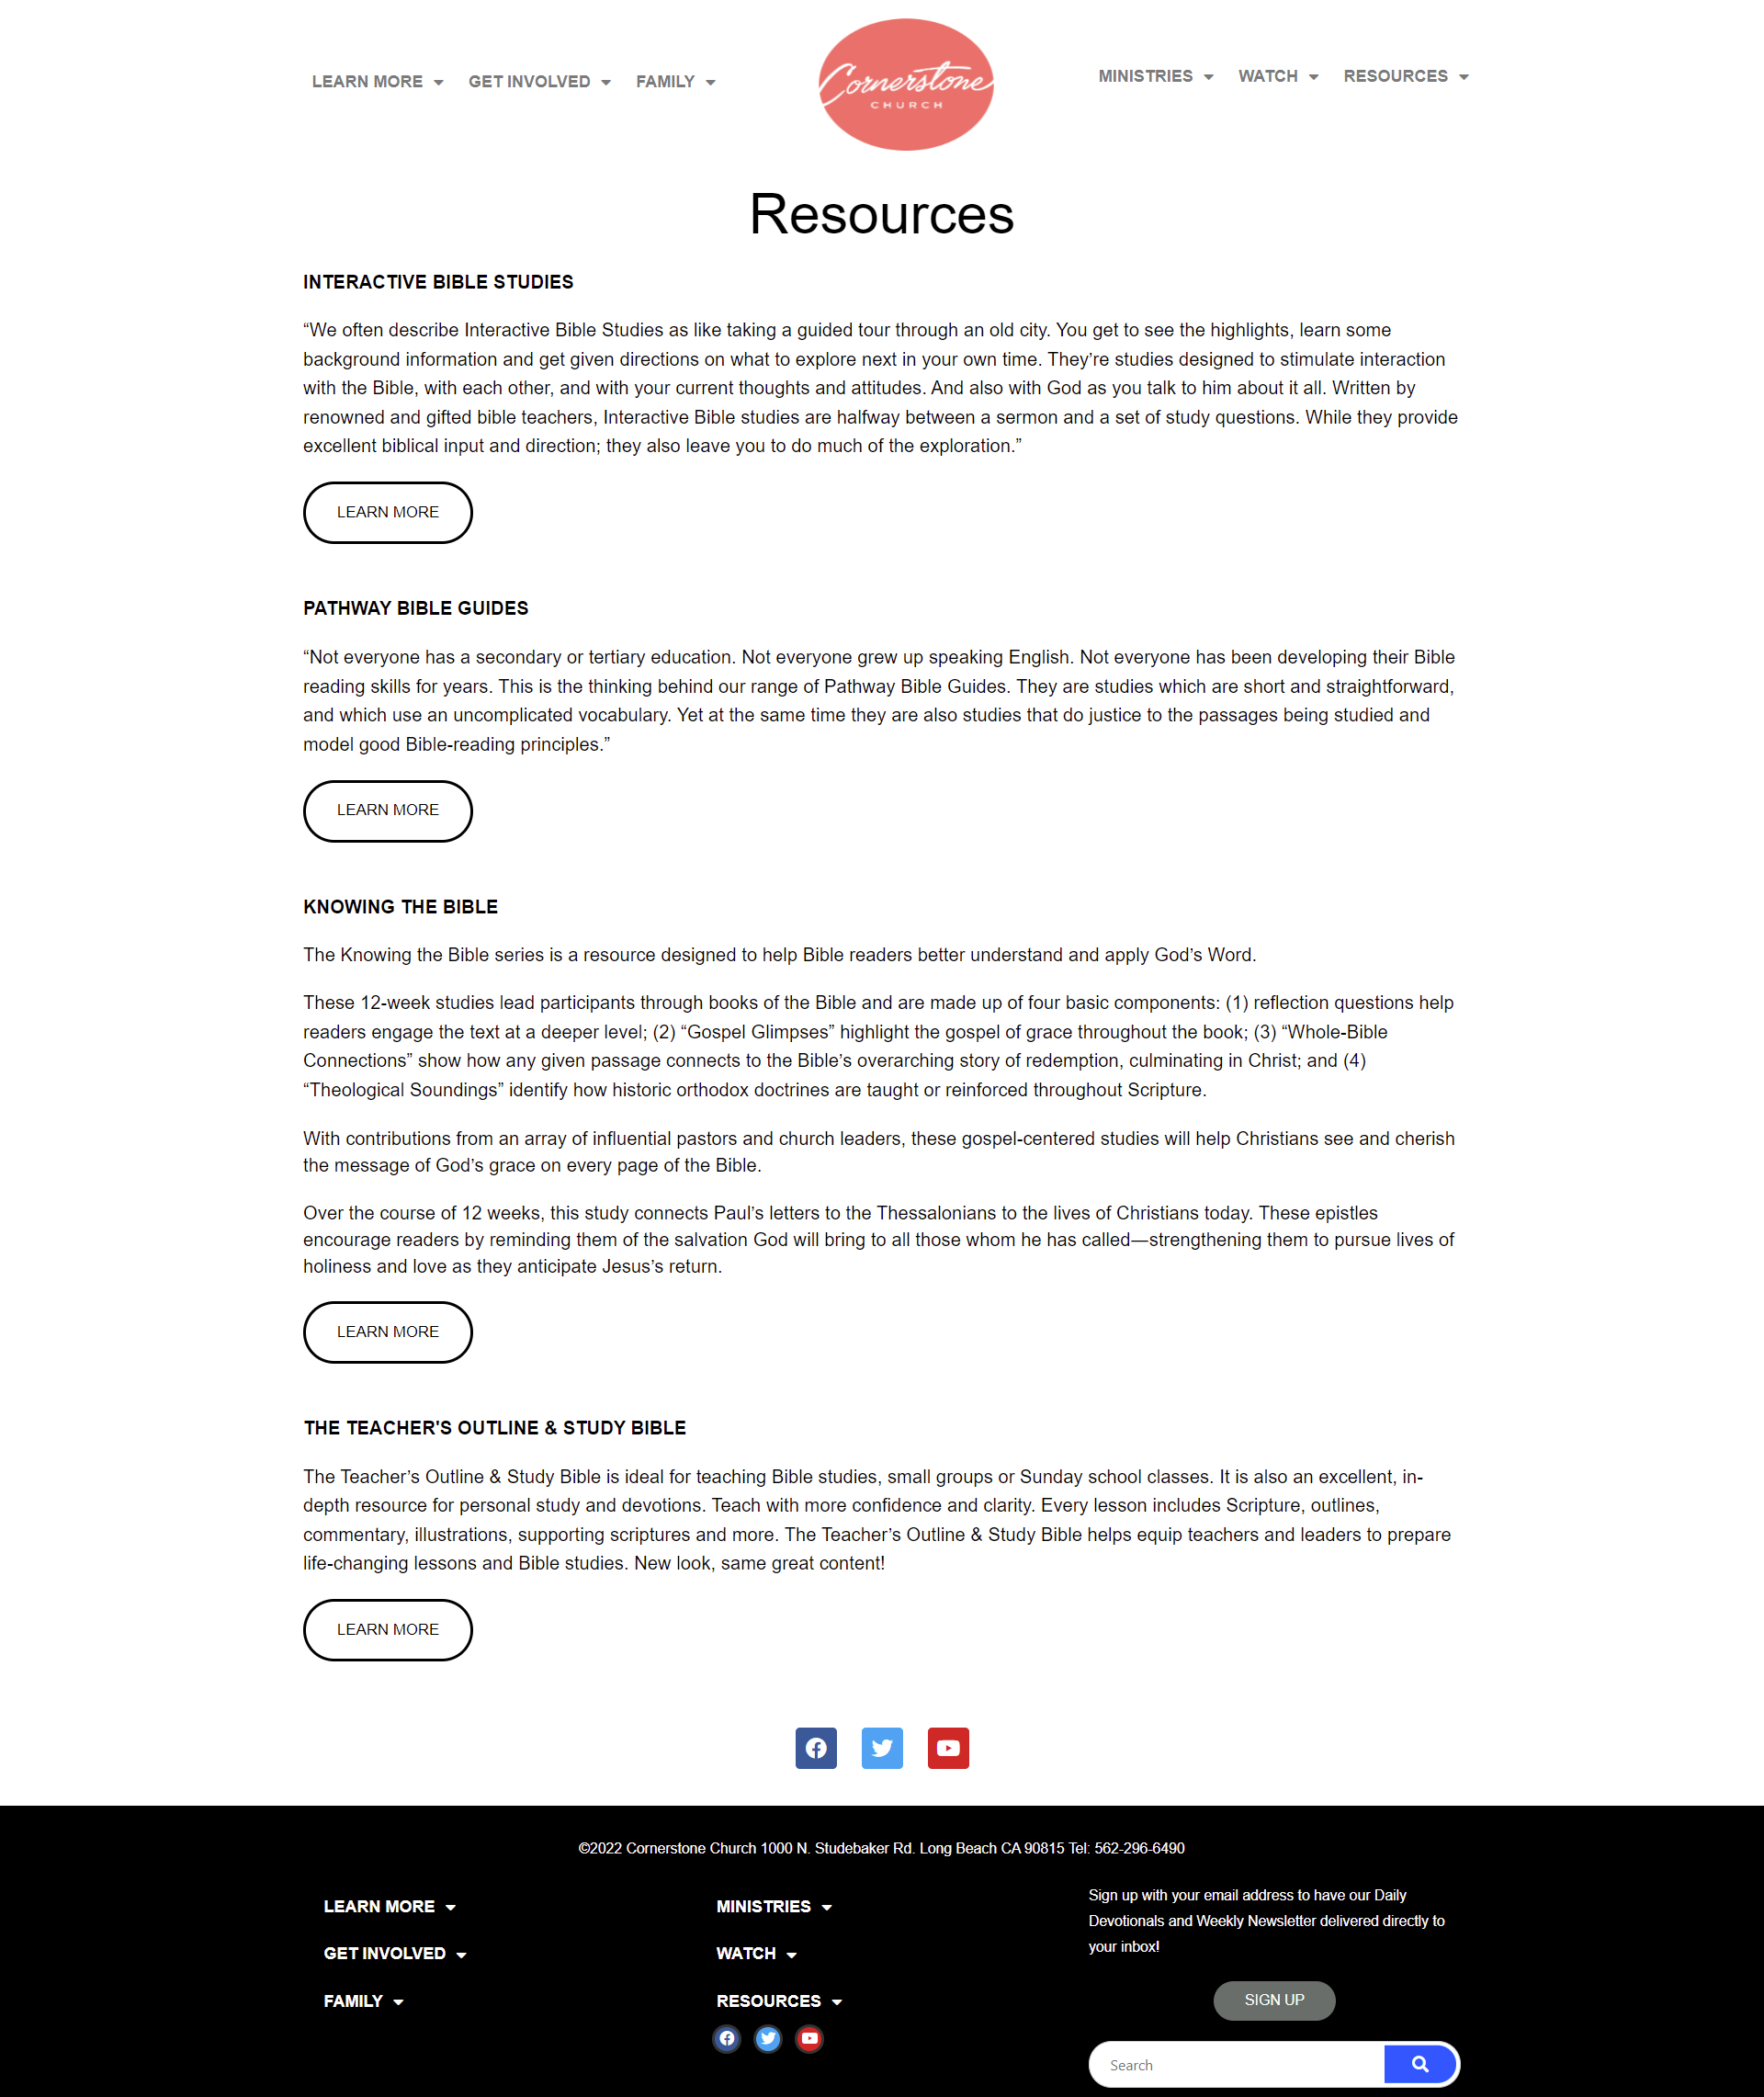 LEARN MORE GET INVOLVED FAMILY
Cornerstone
CHURCH
MINISTRIES WATCH RESOURCES
Resources
INTERACTIVE BIBLE STUDIES
“We often describe Interactive Bible Studies as like taking a guided tour through an old city. You get to see the highlights, learn some
background information and get given directions on what to explore next in your own time. They’re studies designed to stimulate interaction
with the Bible, with each other, and with your current thoughts and attitudes. And also with God as you talk to him about it all. Written by
renowned and gifted bible teachers, Interactive Bible studies are halfway between a sermon and a set of study questions. While they provide
excellent biblical input and direction; they also leave you to do much of the exploration.”
LEARN MORE
PATHWAY BIBLE GUIDES
“Not everyone has a secondary or tertiary education. Not everyone grew up speaking English. Not everyone has been developing their Bible
reading skills for years. This is the thinking behind our range of Pathway Bible Guides. They are studies which are short and straightforward,
and which use an uncomplicated vocabulary. Yet at the same time they are also studies that do justice to the passages being studied and
model good Bible-reading principles.”
LEARN MORE
KNOWING THE BIBLE
The Knowing the Bible series is a resource designed to help Bible readers better understand and apply God’s Word.
These 12-week studies lead participants through books of the Bible and are made up of four basic components: (1) reflection questions help
readers engage the text at a deeper level; (2) “Gospel Glimpses” highlight the gospel of grace throughout the book; (3) “Whole-Bible
Connections” show how any given passage connects to the Bible’s overarching story of redemption, culminating in Christ; and (4)
“Theological Soundings” identify how historic orthodox doctrines are taught or reinforced throughout Scripture.
With contributions from an array of influential pastors and church leaders, these gospel-centered studies will help Christians see and cherish
the message of God’s grace on every page of the Bible.
Over the course of 12 weeks, this study connects Paul’s letters to the Thessalonians to the lives of Christians today. These epistles
encourage readers by reminding them of the salvation God will bring to all those whom he has called—strengthening them to pursue lives of
holiness and love as they anticipate Jesus’s return.
LEARN MORE
THE TEACHER'S OUTLINE & STUDY BIBLE
The Teacher’s Outline & Study Bible is ideal for teaching Bible studies, small groups or Sunday school classes. It is also an excellent, in-
depth resource for personal study and devotions. Teach with more confidence and clarity. Every lesson includes Scripture, outlines,
commentary, illustrations, supporting scriptures and more. The Teacher’s Outline & Study Bible helps equip teachers and leaders to prepare
life-changing lessons and Bible studies. New look, same great content!
LEARN MORE
©2022 Cornerstone Church 1000 N. Studebaker Rd. Long Beach CA 90815 Tel: 562-296-6490
LEARN MORE
GET INVOLVED
FAMILY
MINISTRIES
WATCH
RESOURCES
Sign up with your email address to have our Daily
Devotionals and Weekly Newsletter delivered directly to
your inbox!
SIGN UP
Search